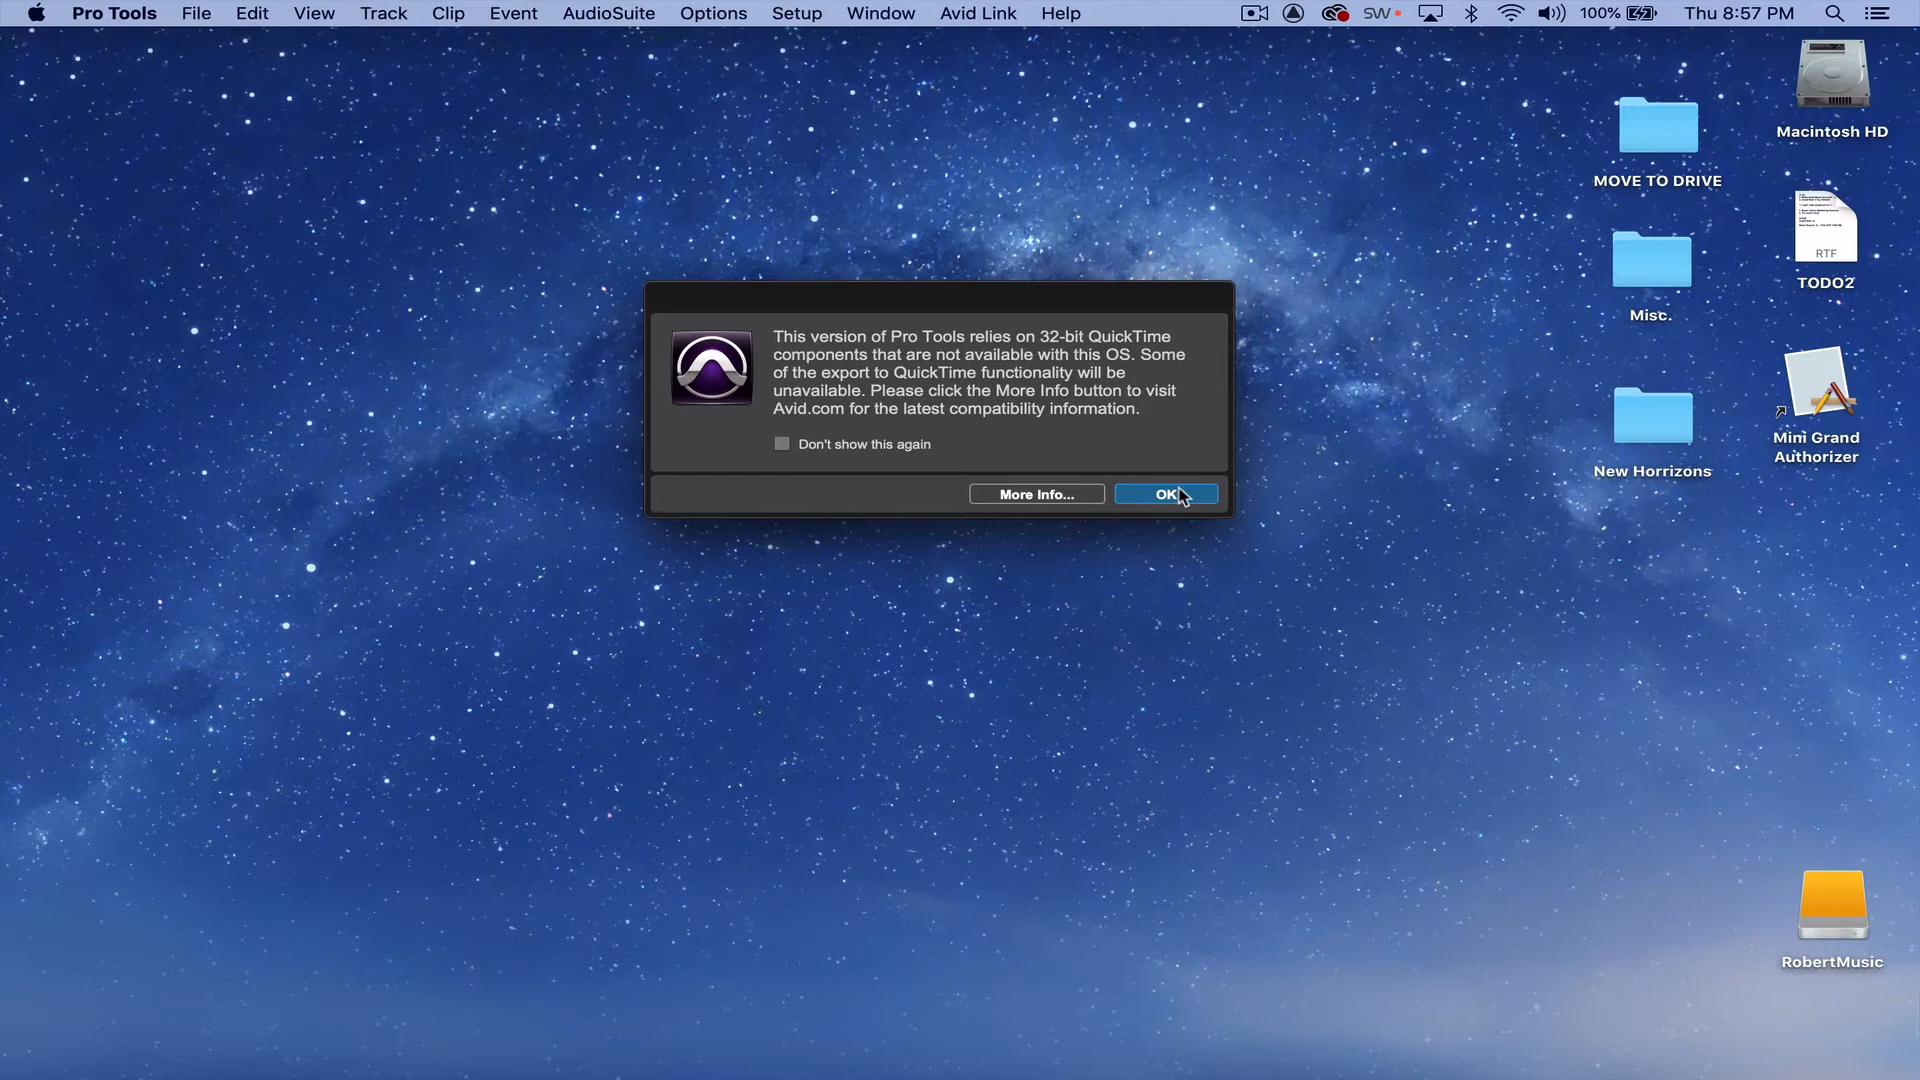 Pro Tools File Edit View Track Clip Event AudioSuite Options Setup Window Avid Link Help SW 100% Thu 8:57 PM
Macintosh HD
MOVE TO DRIVE
RTF
TODO2
Misc.
This version of Pro Tools relies on 32-bit QuickTime
components that are not available with this OS. Some
of the export to QuickTime functionality will be
unavailable. Please click the More Info button to visit
Avid.com for the latest compatibility information.
Don't show this again
More Info... OK
Mini Grand
Authorizer
New Horrizons
RobertMusic